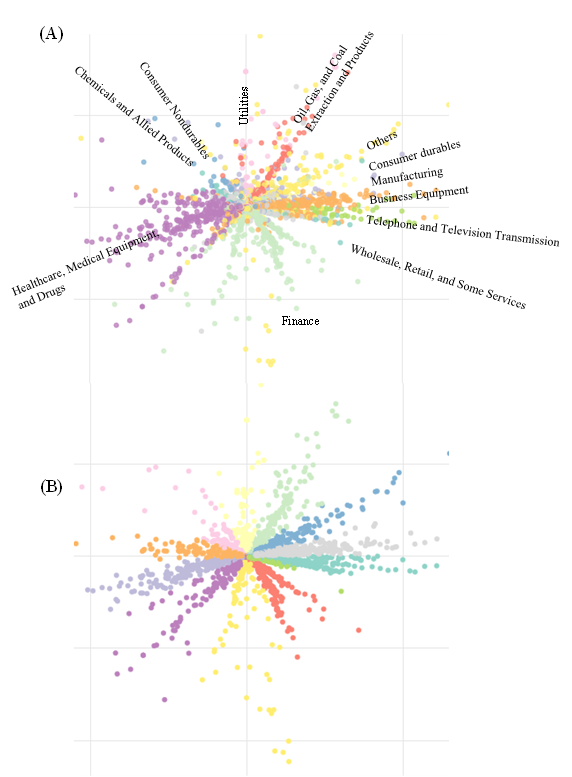 (A)
Oil, Gas, and Coal
Extraction and Products
Consumer Nondurables
Chemicals and Allied Products
Utilities
Others
Consumer durables
Manufacturing
Business Equipment
Telephone and Television Transmission
Healthcare, Medical Equipment,
and Drugs
Wholesale, Retail, and Some Services
Finance
(B)